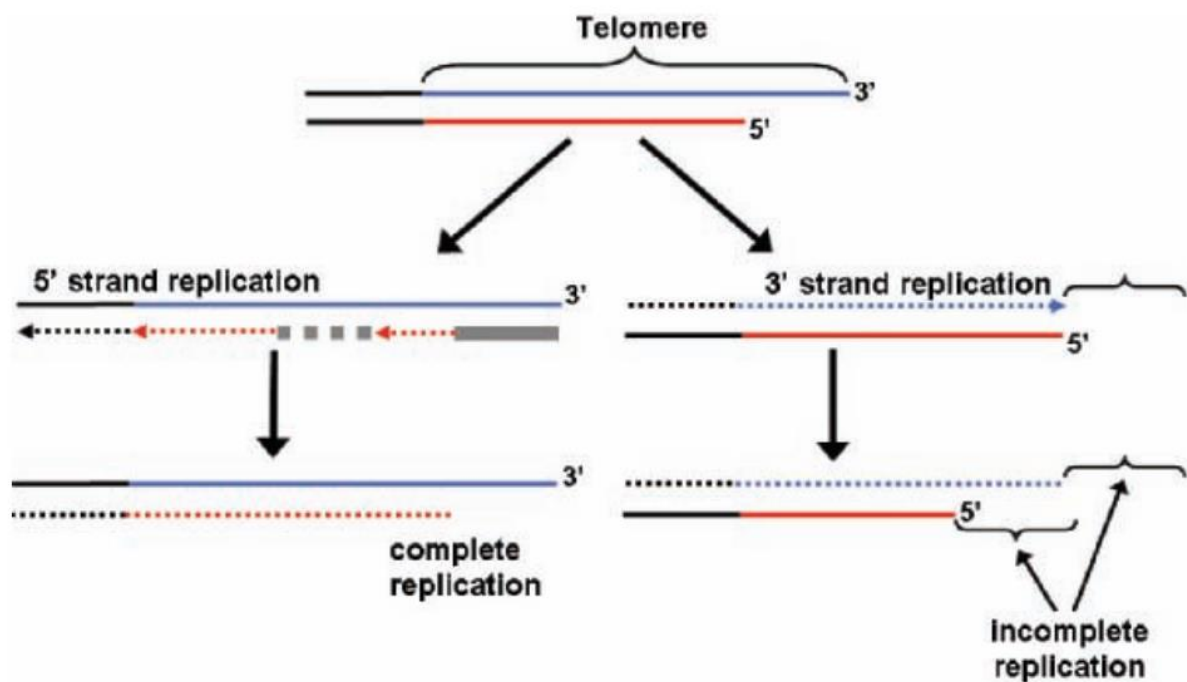 Telomere
3'
5'
5' strand replication
3'
3' strand replication
5'
3'
complete
replication
5'
incomplete
replication